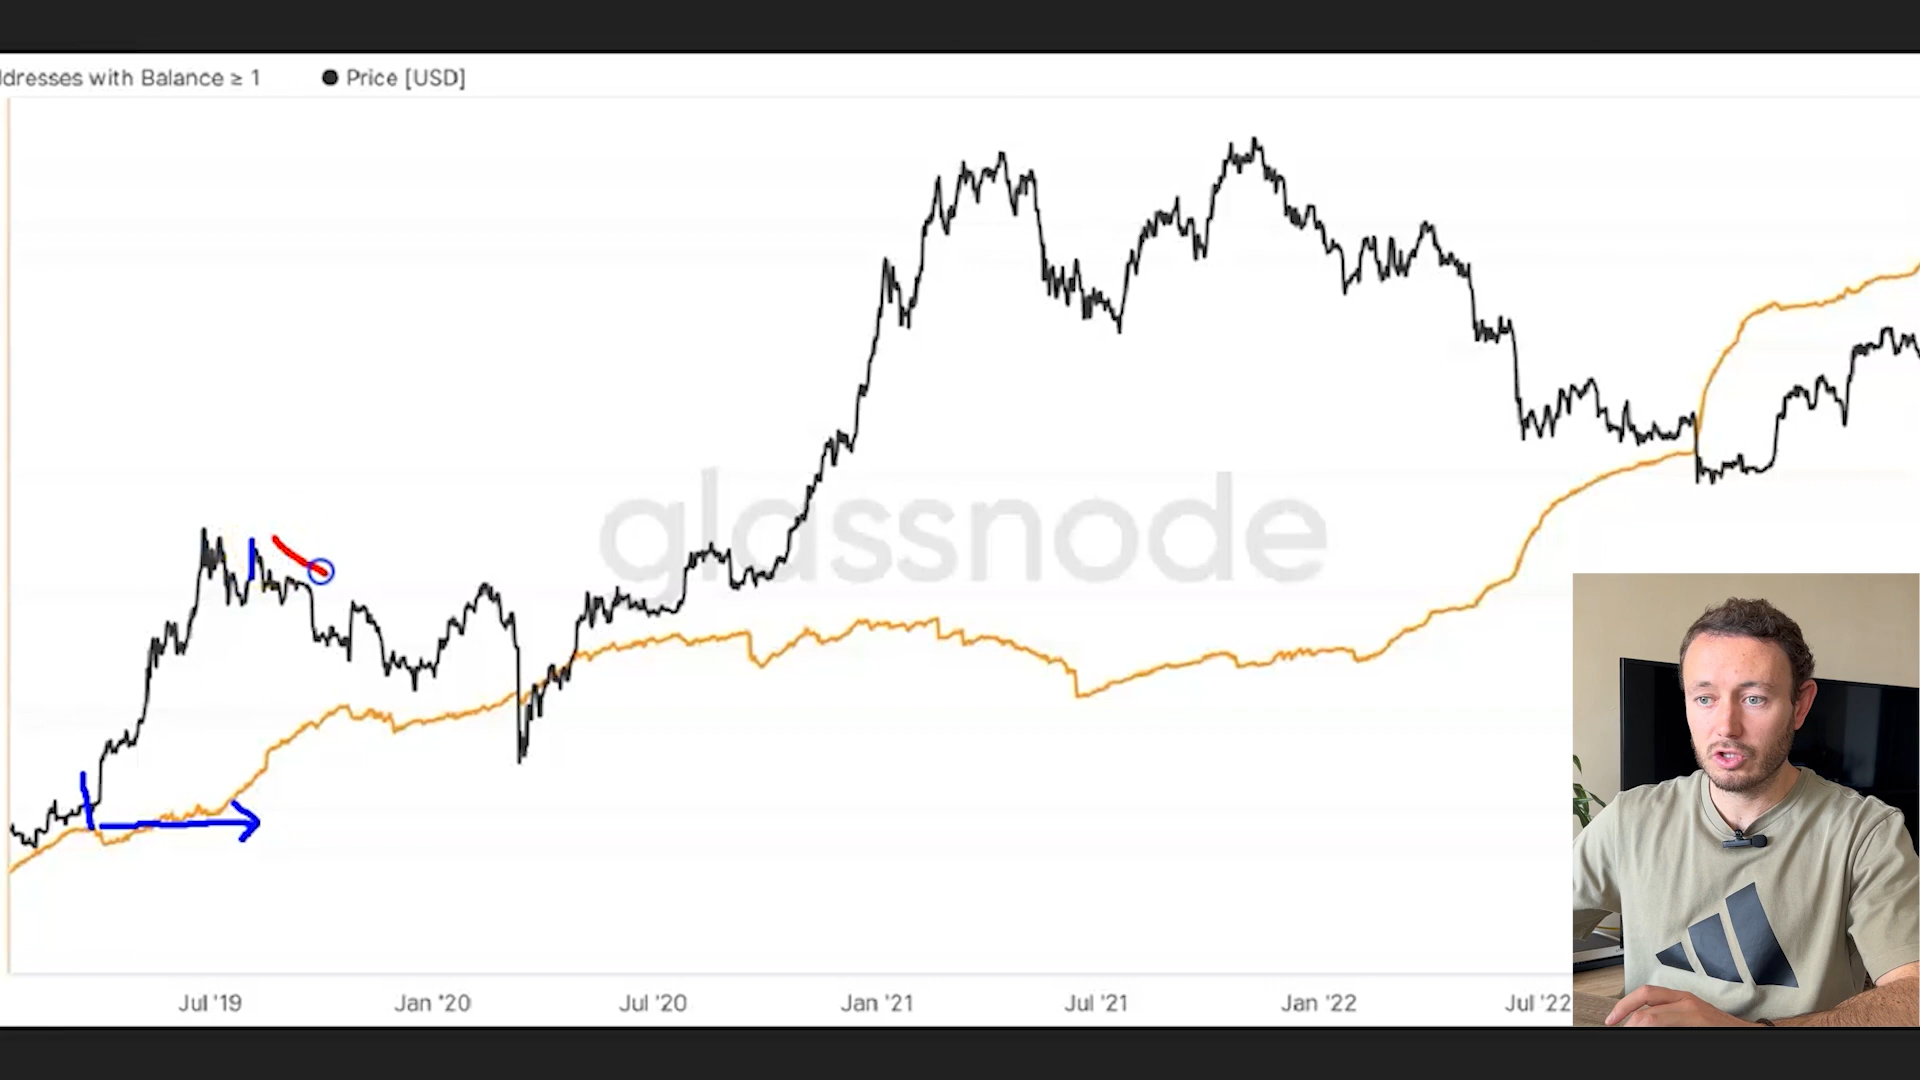 ddresses with Balance ≥ 1 Price [USD]
glassnode
Jul '19 Jan '20 Jul '20 Jan '21 Jul '21 Jan '22 Jul '22